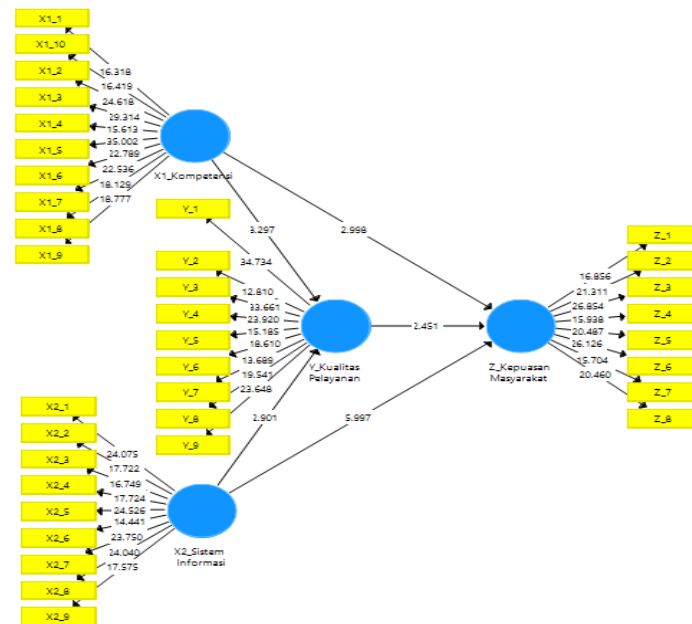 X1_1
X1_10
X1_2
X1_3
X1_4
X1_5
X1_6
X1_7
X1_8
X1_9
16.318
16.419
24.618
29.314
15.613
35.002
22.789
22.536
18.129
18.777
X1_Kompetensi
3.297
2.998
Y_1
Y_2
Y_3
Y_4
Y_5
Y_6
Y_7
Y_8
Y_9
34.734
12.810
33.661
23.920
15.185
18.610
13.689
19.541
23.648
Y_Kualitas
Pelayanan
2.451
2.901
5.997
Z_1
Z_2
Z_3
Z_4
Z_5
Z_6
Z_7
Z_8
16.856
21.311
26.854
15.938
20.487
26.126
15.704
20.460
Z_Kepuasan
Masyarakat
X2_1
X2_2
X2_3
X2_4
X2_5
X2_6
X2_7
X2_8
X2_9
24.075
17.722
16.749
17.724
24.526
14.441
23.750
24.040
17.575
X2_Sistem
Informasi